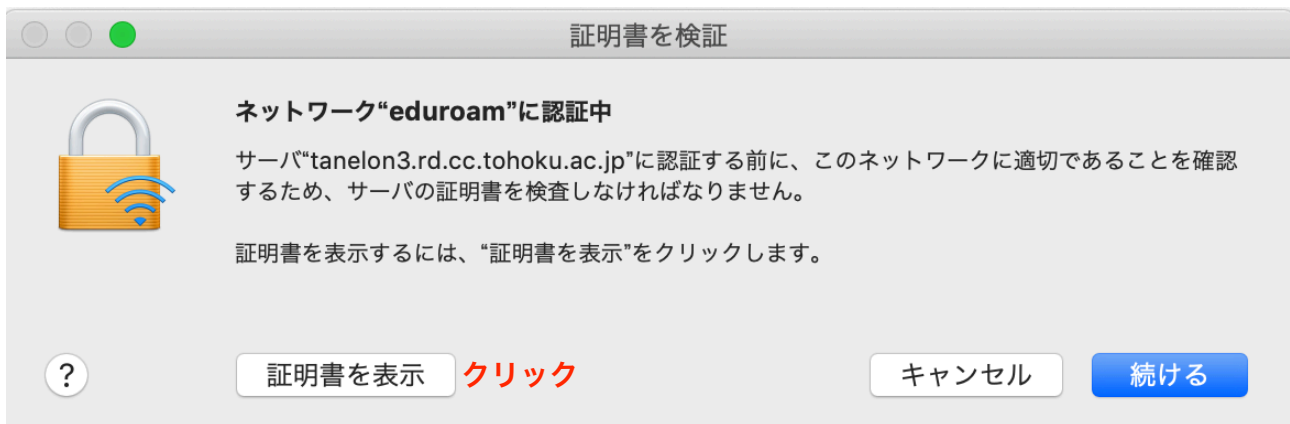 証明書を検証
ネットワーク“eduroam”に認証中
サーバ“tanelon3.rd.cc.tohoku.ac.jp”に認証する前に、このネットワークに適切であることを確認
するため、サーバの証明書を検査しなければなりません。
証明書を表示するには、“証明書を表示”をクリックします。
? 証明書を表示 クリック キャンセル 続ける